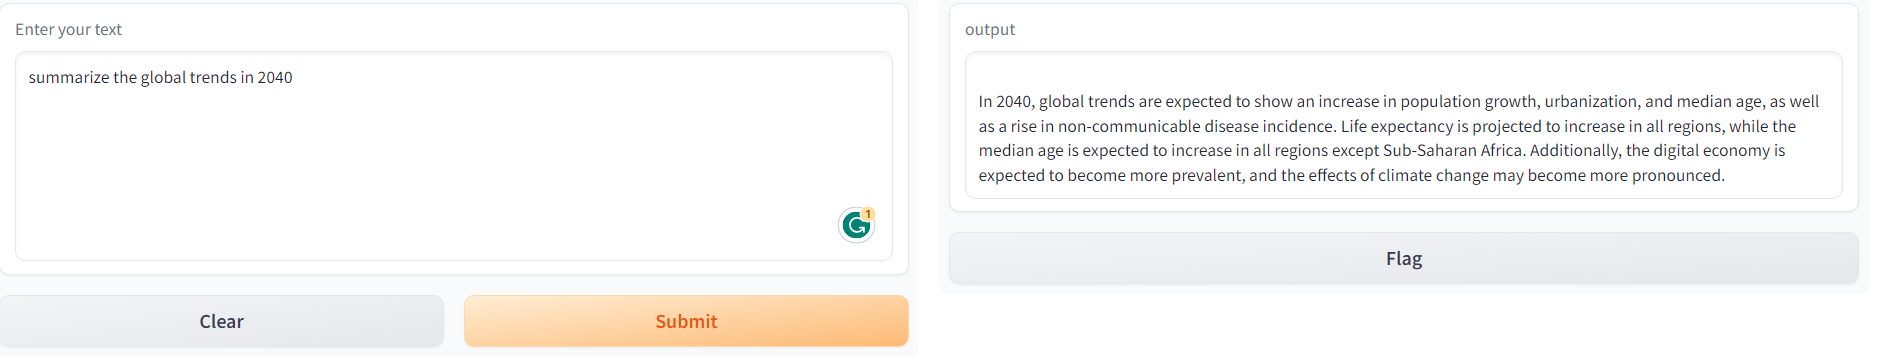 Enter your text
summarize the global trends in 2040
1
Clear
Submit
output
In 2040, global trends are expected to show an increase in population growth, urbanization, and median age, as well
as a rise in non-communicable disease incidence. Life expectancy is projected to increase in all regions, while the
median age is expected to increase in all regions except Sub-Saharan Africa. Additionally, the digital economy is
expected to become more prevalent, and the effects of climate change may become more pronounced.
Flag